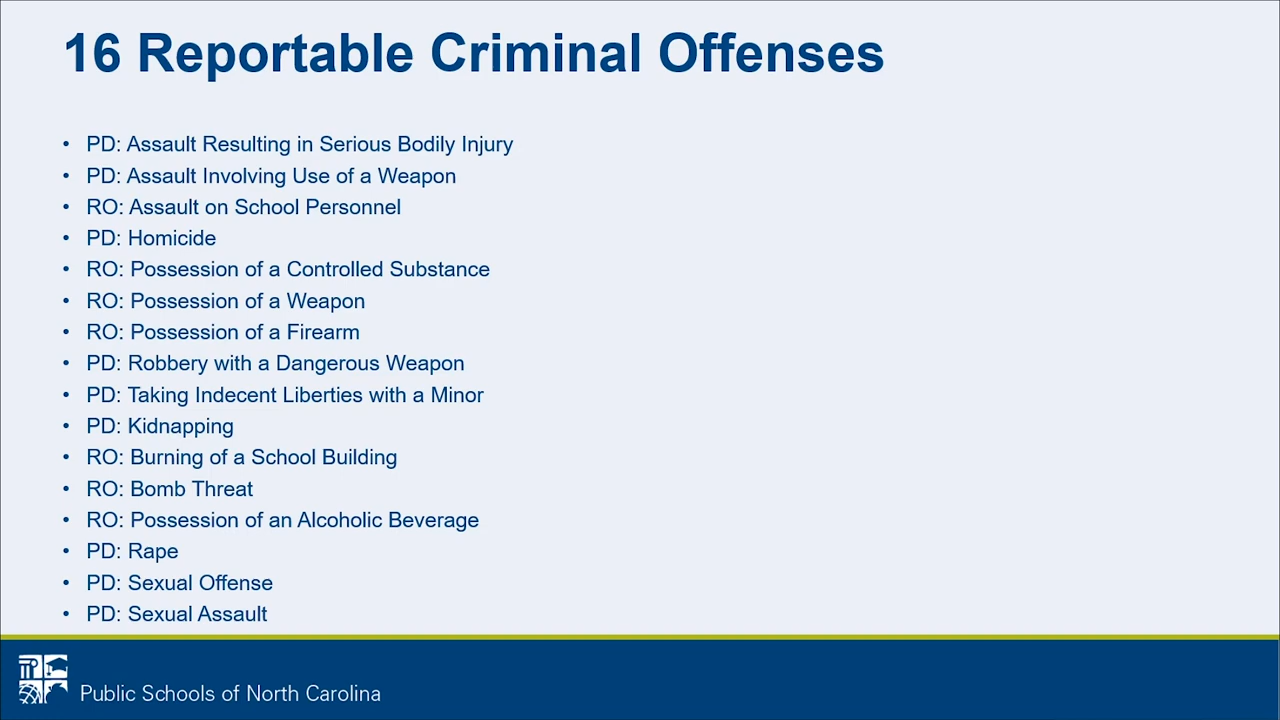 16 Reportable Criminal Offenses
• PD: Assault Resulting in Serious Bodily Injury
• PD: Assault Involving Use of a Weapon
• RO: Assault on School Personnel
• PD: Homicide
• RO: Possession of a Controlled Substance
• RO: Possession of a Weapon
• RO: Possession of a Firearm
• PD: Robbery with a Dangerous Weapon
• PD: Taking Indecent Liberties with a Minor
• PD: Kidnapping
• RO: Burning of a School Building
• RO: Bomb Threat
• RO: Possession of an Alcoholic Beverage
• PD: Rape
• PD: Sexual Offense
• PD: Sexual Assault
Public Schools of North Carolina